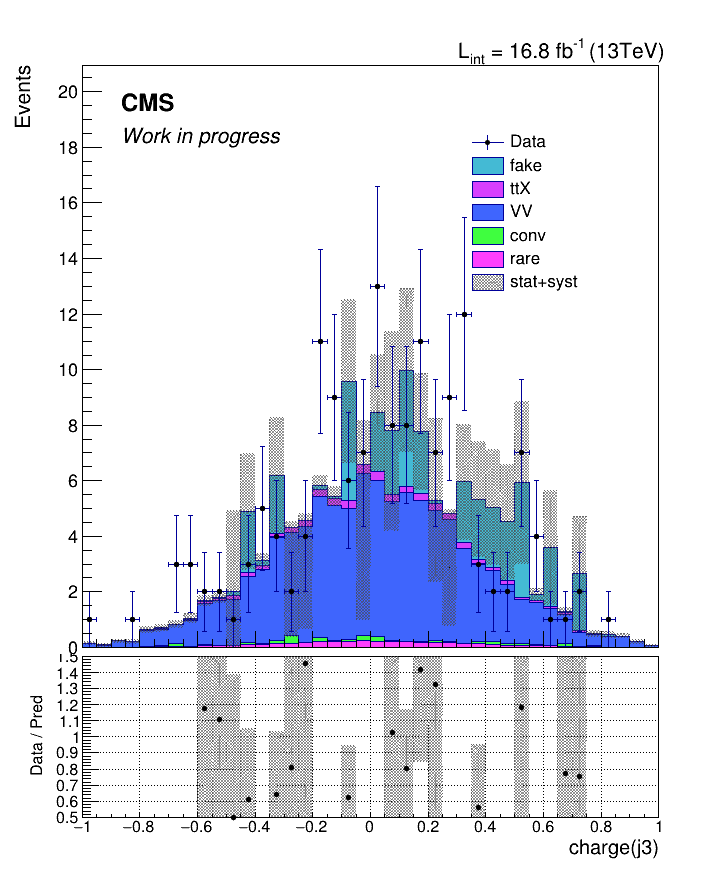 L_int = 16.8 fb^-1 (13TeV)
Events
CMS
Work in progress
Data
fake
ttX
VV
conv
rare
stat+syst
20
18
16
14
12
10
8
6
4
2
0
Data / Pred
1.5
1.4
1.3
1.2
1.1
1
0.9
0.8
0.7
0.6
0.5
−1 −0.8 −0.6 −0.4 −0.2 0 0.2 0.4 0.6 0.8 1
charge(j3)